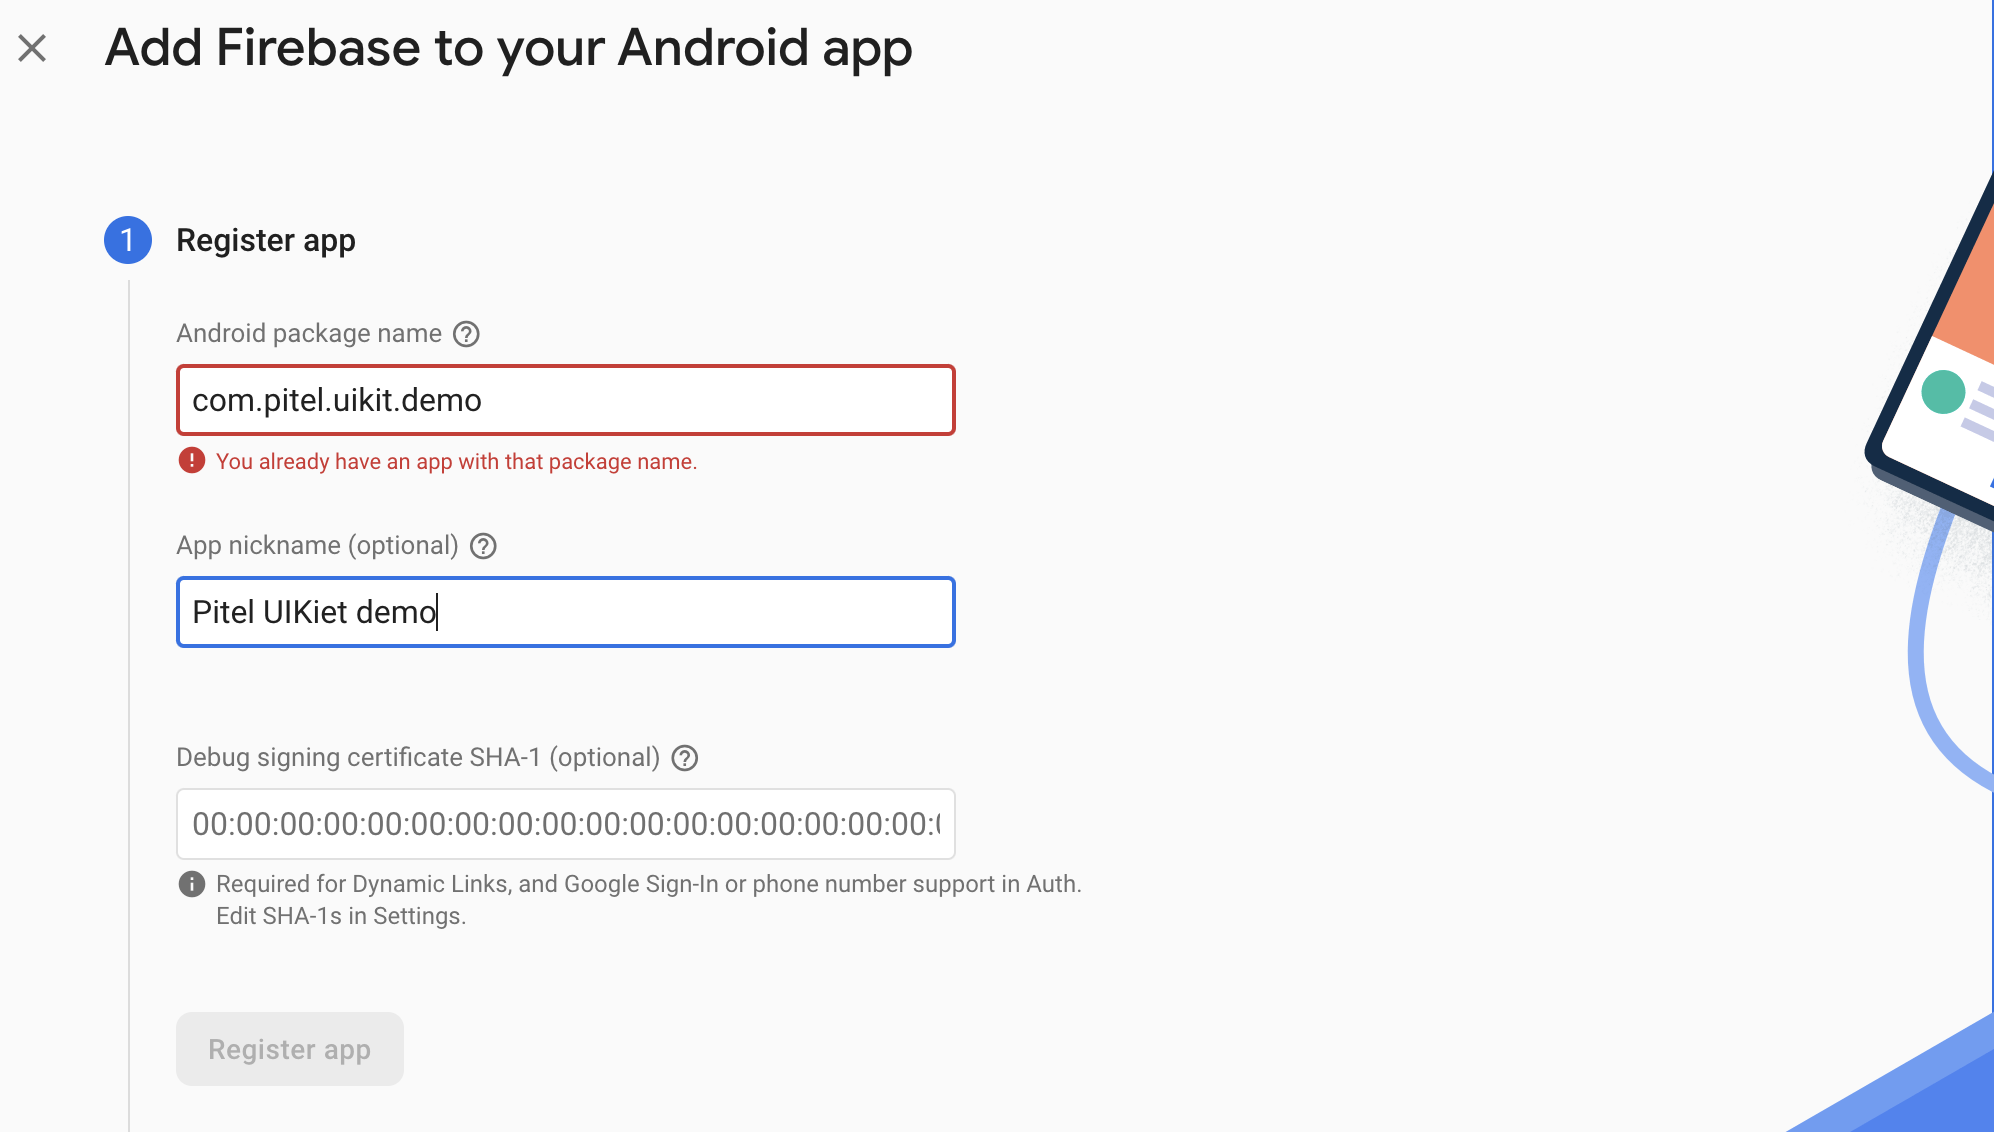 Add Firebase to your Android app
1 Register app
Android package name
com.pitel.uikit.demo
You already have an app with that package name.
App nickname (optional)
Pitel UIKiet demo
Debug signing certificate SHA-1 (optional)
00:00:00:00:00:00:00:00:00:00:00:00:00:00:00:00:00:
Required for Dynamic Links, and Google Sign-In or phone number support in Auth.
Edit SHA-1s in Settings.
Register app